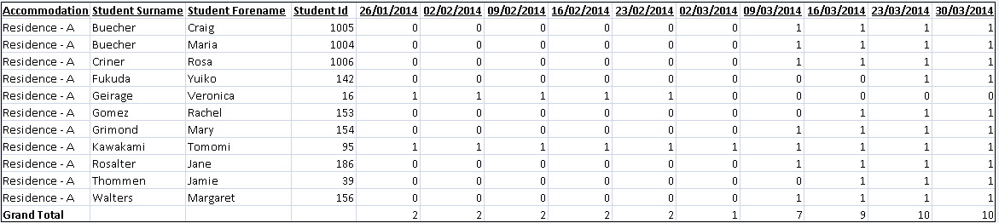 Accommodation Student Surname Student Forename Student Id 26/01/2014 02/02/2014 09/02/2014 16/02/2014 23/02/2014 02/03/2014 09/03/2014 16/03/2014 23/03/2014 30/03/2014
Residence - A Buecher Craig 1005 0 0 0 0 0 0 1 1 1 1
Residence - A Buecher Maria 1004 0 0 0 0 0 0 1 1 1 1
Residence - A Criner Rosa 1006 0 0 0 0 0 0 1 1 1 1
Residence - A Fukuda Yuiko 142 0 0 0 0 0 0 0 0 1 1
Residence - A Geirage Veronica 16 1 1 1 1 1 0 0 0 0 0
Residence - A Gomez Rachel 153 0 0 0 0 0 0 0 1 1 1
Residence - A Grimond Mary 154 0 0 0 0 0 0 1 1 1 1
Residence - A Kawakami Tomomi 95 1 1 1 1 1 1 1 1 1 1
Residence - A Rosalter Jane 186 0 0 0 0 0 0 1 1 1 1
Residence - A Thommen Jamie 39 0 0 0 0 0 0 0 1 1 1
Residence - A Walters Margaret 156 0 0 0 0 0 0 1 1 1 1
Grand Total 2 2 2 2 2 1 7 9 10 10